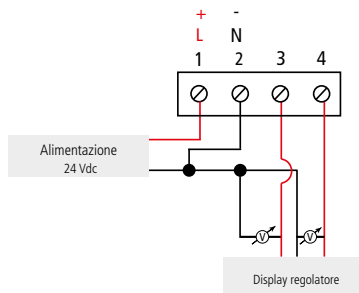 + -
L N
1 2 3 4
Alimentazione
24 Vdc
V V
Display regolatore